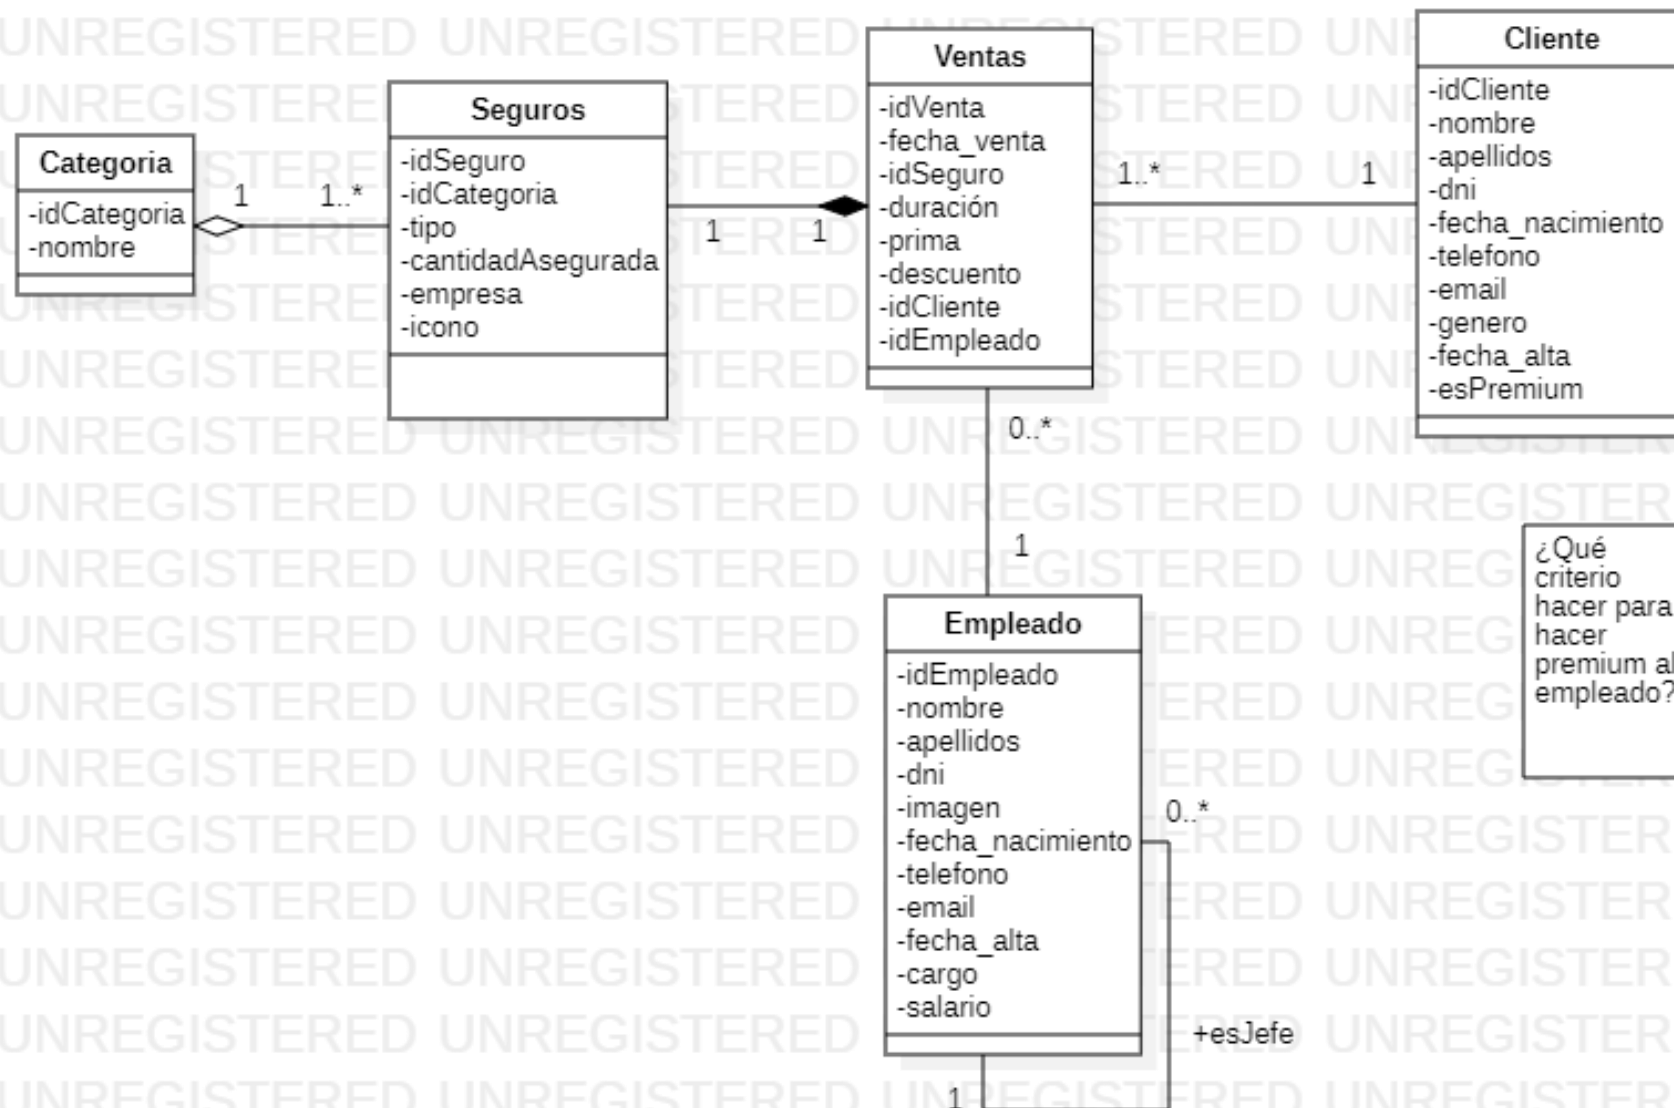 Categoria
-idCategoria
-nombre
1
1..*
Seguros
-idSeguro
-idCategoria
-tipo
-cantidadAsegurada
-empresa
-icono
1
1
Ventas
-idVenta
-fecha_venta
-idSeguro
-duración
-prima
-descuento
-idCliente
-idEmpleado
1..*
1
Cliente
-idCliente
-nombre
-apellidos
-dni
-fecha_nacimiento
-telefono
-email
-genero
-fecha_alta
-esPremium
0..*
1
Empleado
-idEmpleado
-nombre
-apellidos
-dni
-imagen
-fecha_nacimiento
-telefono
-email
-fecha_alta
-cargo
-salario
0..*
+esJefe
1
¿Qué
criterio
hacer para
hacer
premium al
empleado?
UNREGISTERED UNREGISTERED UNREGISTERED